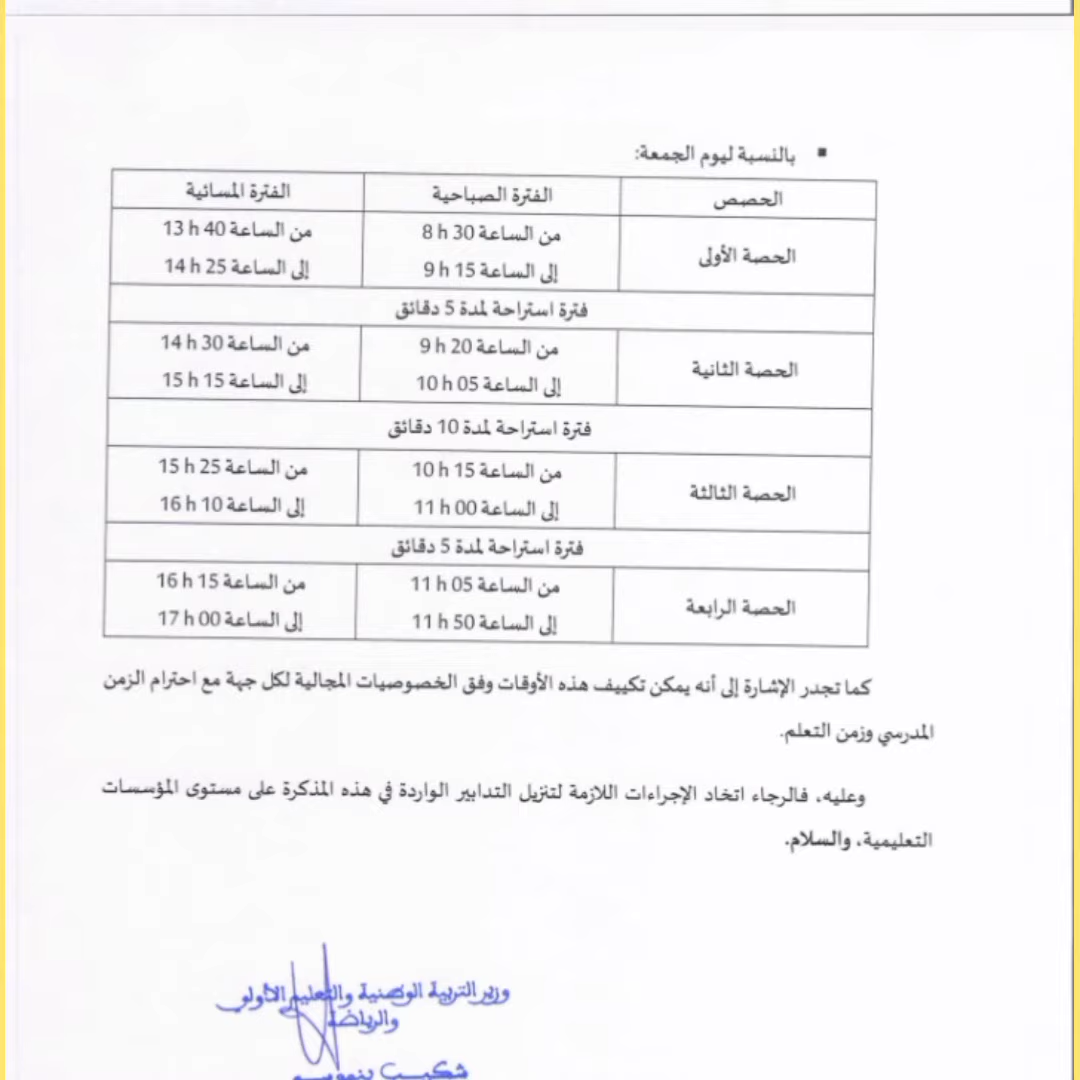 بالنسبة ليوم الجمعة:
الحصص الفترة الصباحية الفترة المسائية
الحصة الأولى
من الساعة 8 h 30
إلى الساعة 9 h 15
من الساعة 13 h 40
إلى الساعة 14 h 25
فترة استراحة لمدة 5 دقائق
الحصة الثانية
من الساعة 9 h 20
إلى الساعة 10 h 05
من الساعة 14 h 30
إلى الساعة 15 h 15
فترة استراحة لمدة 10 دقائق
الحصة الثالثة
من الساعة 10 h 15
إلى الساعة 11 h 00
من الساعة 15 h 25
إلى الساعة 16 h 10
فترة استراحة لمدة 5 دقائق
الحصة الرابعة
من الساعة 11 h 05
إلى الساعة 11 h 50
من الساعة 16 h 15
إلى الساعة 17 h 00
كما تجدر الإشارة إلى أنه يمكن تكييف هذه الأوقات وفق الخصوصيات المجالية لكل جهة مع احترام الزمن
المدرسي وزمن التعلم.
وعليه، فالرجاء اتخاد الإجراءات اللازمة لتنزيل التدابير الواردة في هذه المذكرة على مستوى المؤسسات
التعليمية، والسلام.
وزير التربية الوطنية والتعليم الأولي
والرياضة
شكيب بنموسى